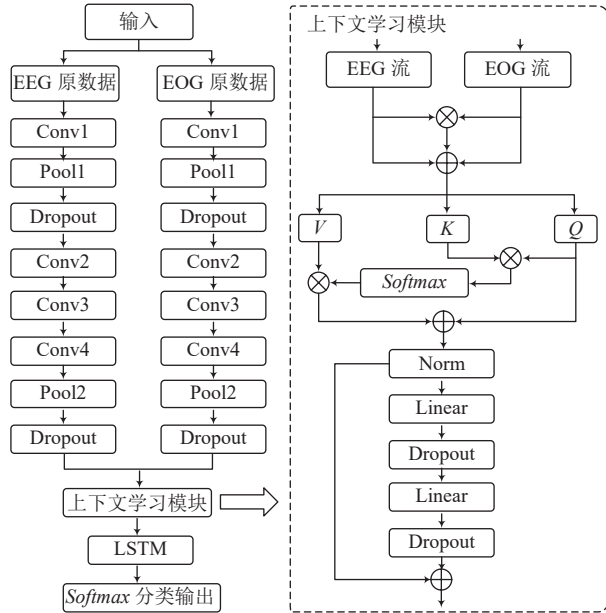 输入
EEG 原数据
EOG 原数据
Conv1
Conv1
Pool1
Pool1
Dropout
Dropout
Conv2
Conv2
Conv3
Conv3
Conv4
Conv4
Pool2
Pool2
Dropout
Dropout
上下文学习模块
LSTM
Softmax 分类输出
上下文学习模块
EEG 流
EOG 流
V
K
Q
Softmax
Norm
Linear
Dropout
Linear
Dropout